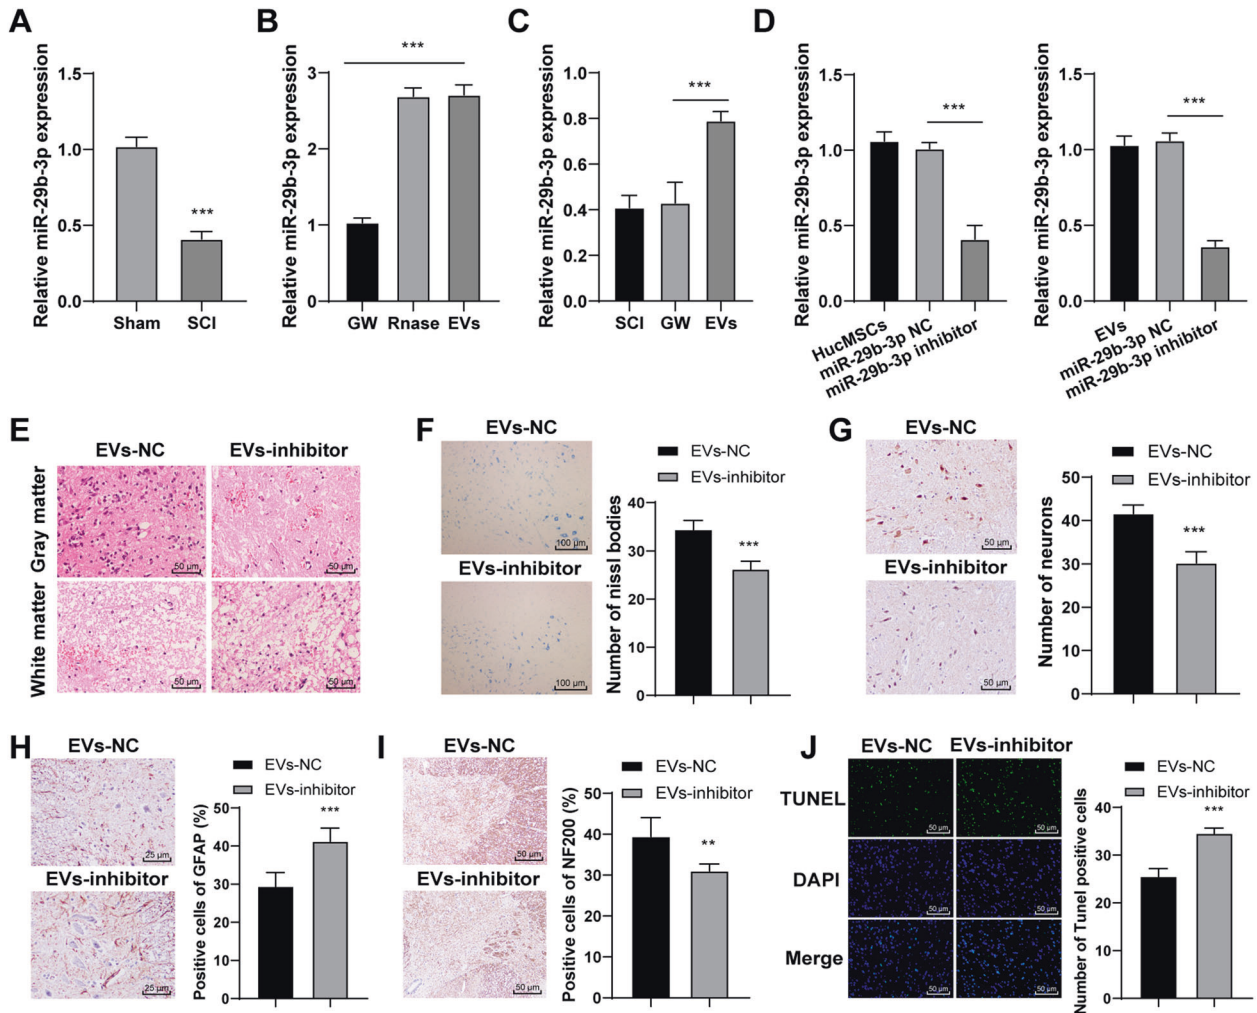 A
Relative miR-29b-3p expression
1.5
1.0
0.5
0.0
***
Sham
SCI
B
Relative miR-29b-3p expression
3
2
1
0
***
GW
Rnase
EVs
C
Relative miR-29b-3p expression
1.0
0.8
0.6
0.4
0.2
0.0
***
SCI
GW
EVs
D
Relative miR-29b-3p expression
1.5
1.0
0.5
0.0
***
HucMSCs
miR-29b-3p NC
miR-29b-3p inhibitor
Relative miR-29b-3p expression
1.5
1.0
0.5
0.0
***
EVs
miR-29b-3p NC
miR-29b-3p inhibitor
E
EVs-NC
EVs-inhibitor
Gray matter
50 μm
50 μm
White matter
50 μm
50 μm
F
EVs-NC
100 μm
EVs-inhibitor
100 μm
EVs-NC
EVs-inhibitor
Number of nissl bodies
40
30
20
10
0
***
G
EVs-NC
50 μm
EVs-inhibitor
50 μm
EVs-NC
EVs-inhibitor
Number of neurons
50
40
30
20
10
0
***
H
EVs-NC
25 μm
EVs-inhibitor
25 μm
EVs-NC
EVs-inhibitor
Positive cells of GFAP (%)
50
40
30
20
10
0
***
I
EVs-NC
50 μm
EVs-inhibitor
50 μm
EVs-NC
EVs-inhibitor
Positive cells of NF200 (%)
50
40
30
20
10
0
**
J
EVs-NC
EVs-inhibitor
TUNEL
50 μm
50 μm
DAPI
50 μm
50 μm
Merge
50 μm
50 μm
EVs-NC
EVs-inhibitor
Number of Tunel positive cells
40
30
20
10
0
***